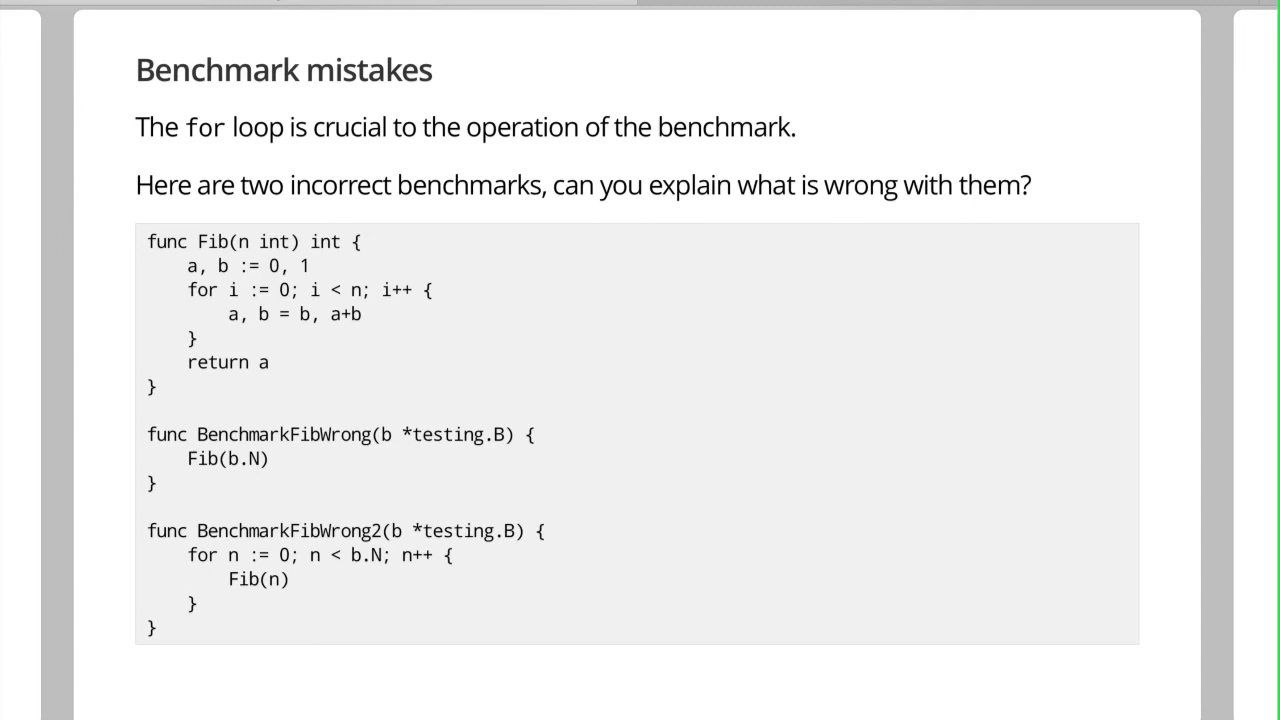 Benchmark mistakes
The for loop is crucial to the operation of the benchmark.
Here are two incorrect benchmarks, can you explain what is wrong with them?
func Fib(n int) int {
    a, b := 0, 1
    for i := 0; i < n; i++ {
        a, b = b, a+b
    }
    return a
}
func BenchmarkFibWrong(b *testing.B) {
    Fib(b.N)
}
func BenchmarkFibWrong2(b *testing.B) {
    for n := 0; n < b.N; n++ {
        Fib(n)
    }
}